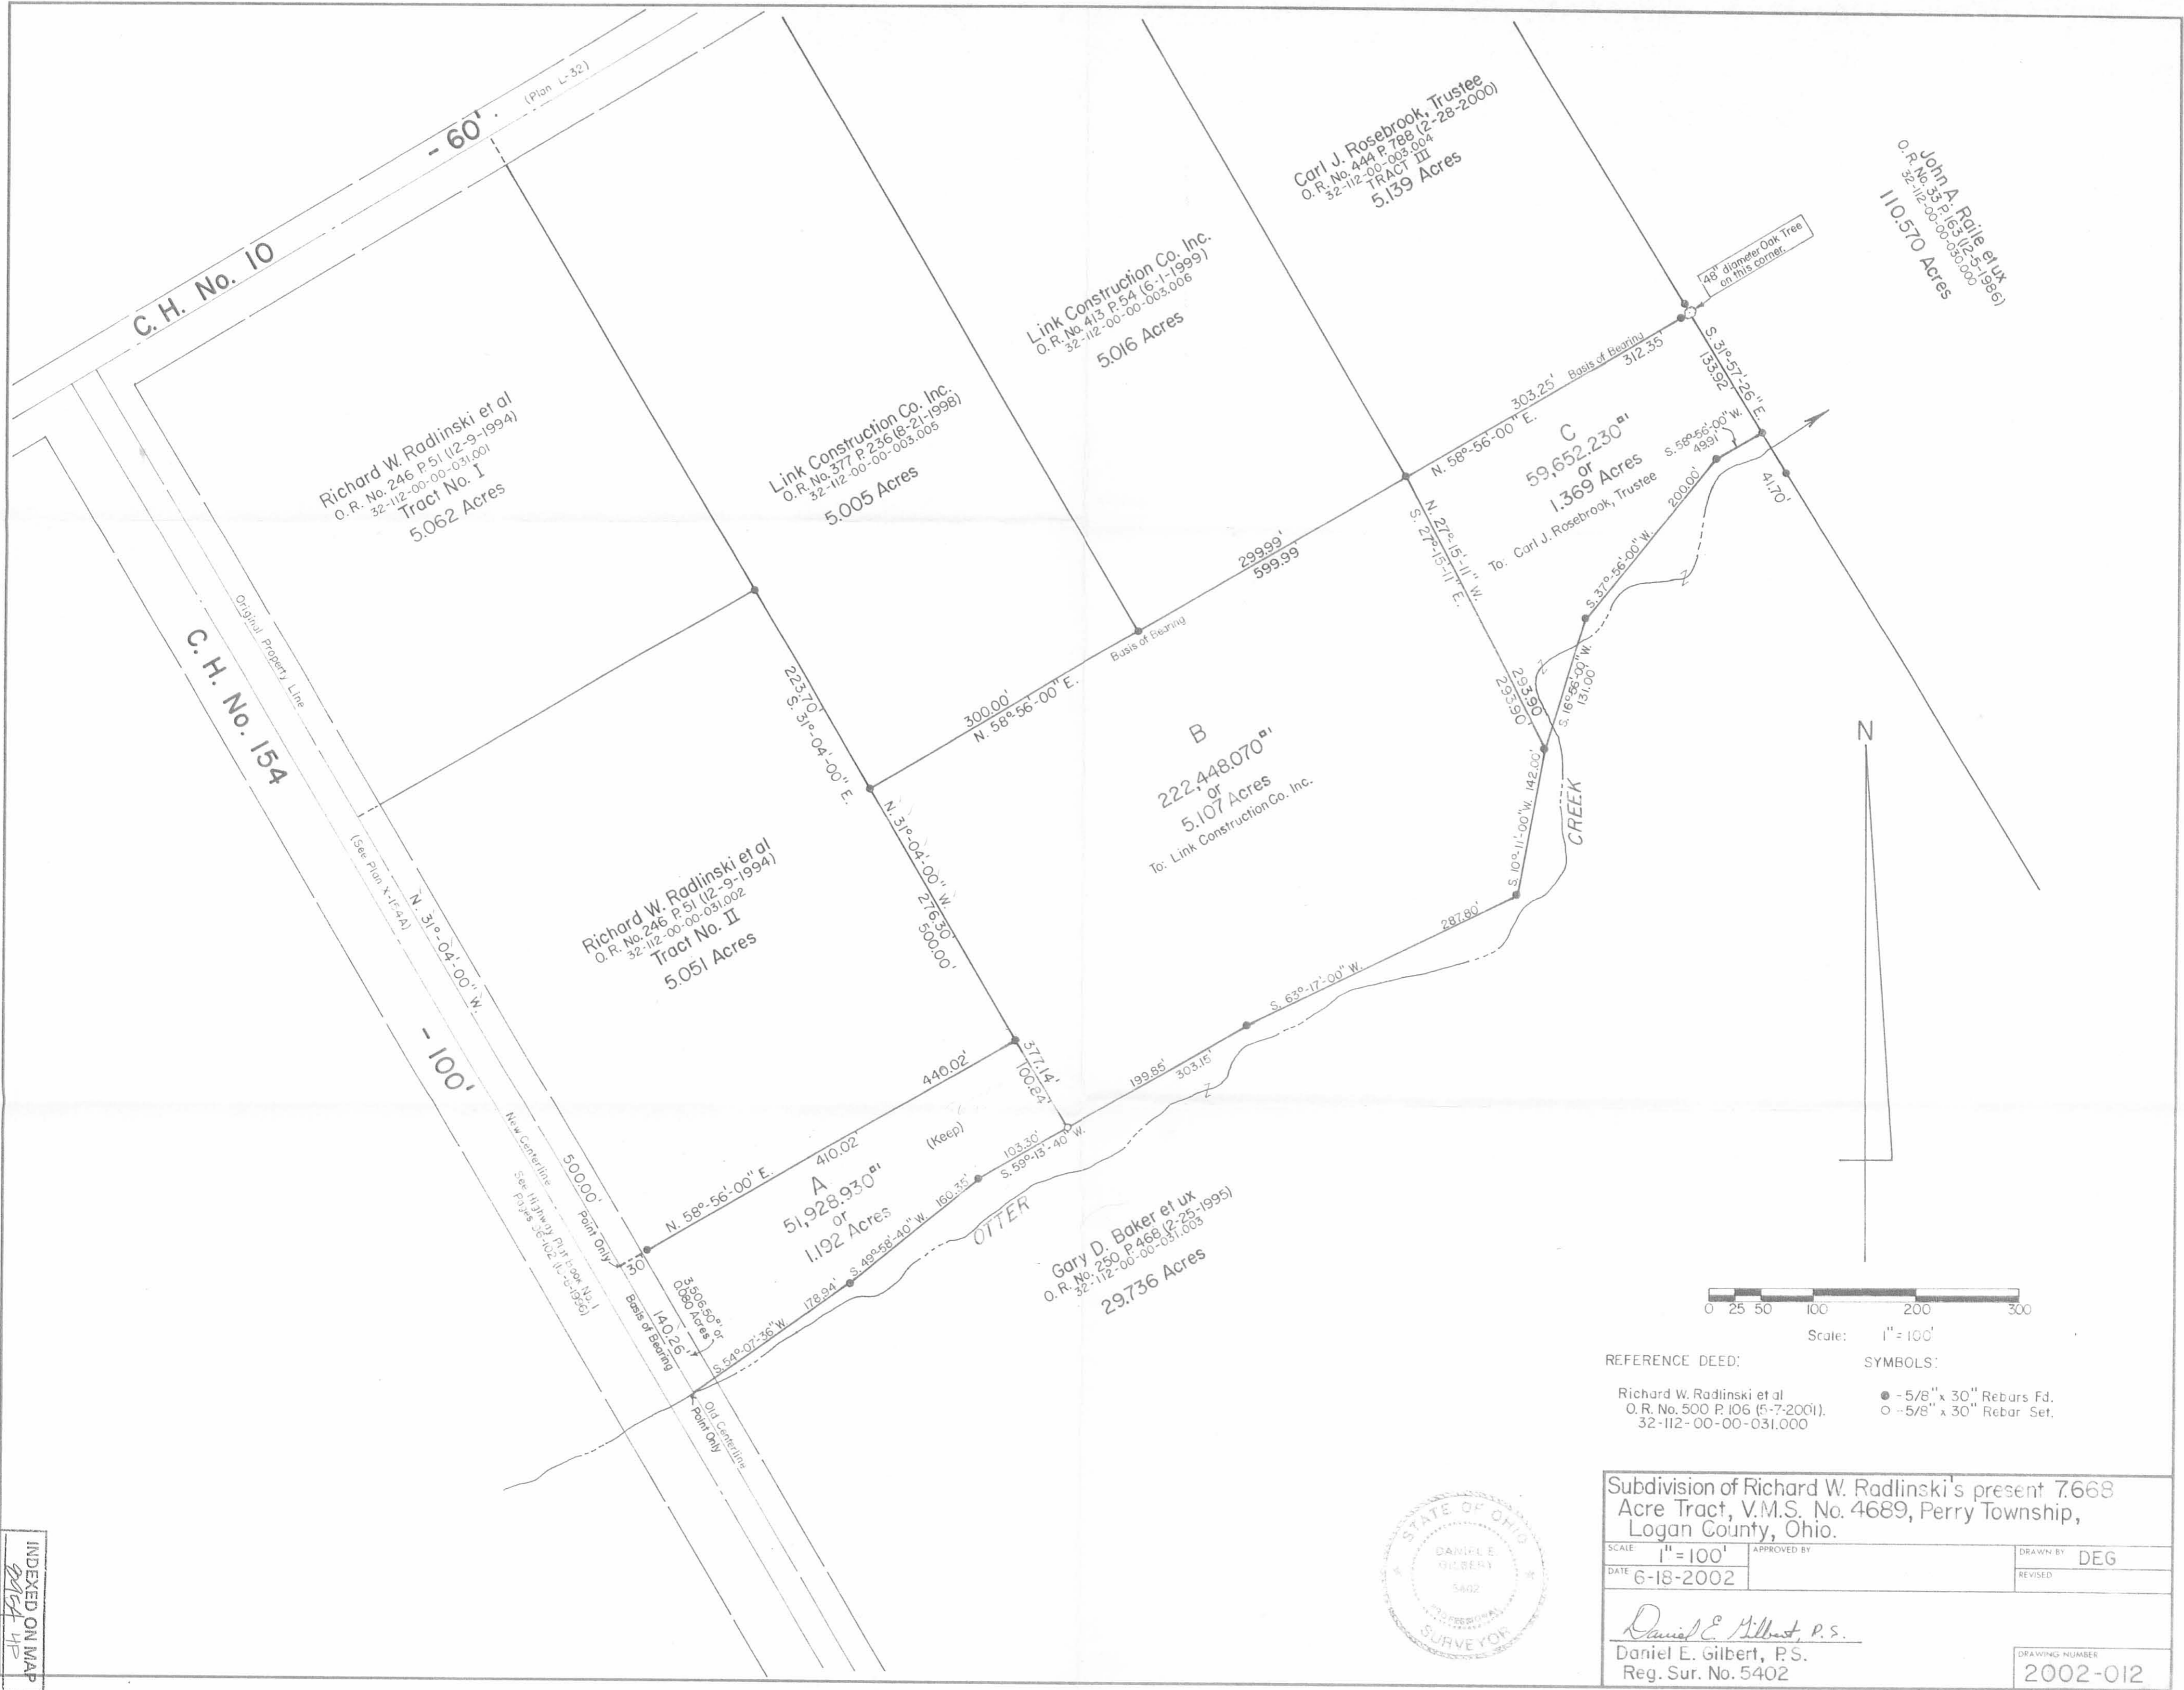 C. H. No. 10
- 60'.
(Plan L-32)
Carl J. Rosebrook, Trustee
O. R. No. 444 P. 788 (2-28-2000)
32-112-00-00-003.004
TRACT III
5.139 Acres
John A. Raile et ux
O. R. No. 33 P. 163 (12-5-1986)
32-112-00-00-030.000
110.570 Acres
48" diameter Oak Tree
on this corner.
Link Construction Co. Inc.
O. R. No. 413 P. 54 (6-1-1999)
32-112-00-00-003.006
5.016 Acres
Link Construction Co. Inc.
O. R. No. 377 P. 236 (8-21-1998)
32-112-00-00-003.005
5.005 Acres
Richard W. Radlinski et al
O. R. No. 246 P. 51 (12-9-1994)
32-112-00-00-031.001
Tract No. I
5.062 Acres
303.25'
Basis of Bearing
312.35'
N. 58°-56'-00" E.
S. 31°-57'-26" E.
133.92'
S. 58°-56'-00" W.
49.91'
41.70'
C
59,652.230□'
or
1.369 Acres
To: Carl J. Rosebrook, Trustee
200.00'
S. 37°-56'-00" W.
N. 27°-15'-11" W.
S. 27°-15'-11" E.
293.90'
293.90'
S. 16°-56'-00" W.
131.00'
Z
Z
299.99'
599.99'
Basis of Bearing
300.00'
N. 58°-56'-00" E.
223.70'
S. 31°-04'-00" E.
B
222,448.070□'
or
5.107 Acres
To: Link Construction Co. Inc.
S. 10°-11'-00" W. 142.00'
CREEK
287.80'
S. 63°-17'-00" W.
N. 31°-04'-00" W.
276.30'
500.00'
C. H. No. 154
- 100'
Original Property Line
(See Plan X-154A)
N. 31°-04'-00" W.
Richard W. Radlinski et al
O. R. No. 246 P. 51 (12-9-1994)
32-112-00-00-031.002
Tract No. II
5.051 Acres
440.02'
377.14'
100.84'
199.85'
303.15'
Z
103.30'
S. 59°-13'-40" W.
(Keep)
410.02'
N. 58°-56'-00" E.
A
51,928.930□'
or
1.192 Acres
160.35'
S. 49°-58'-40" W.
178.94'
S. 54°-07'-36" W.
OTTER
Gary D. Baker et ux
O. R. No. 250 P. 468 (2-25-1995)
32-112-00-00-031.003
29.736 Acres
New Centerline
See Highway Plat Book No. 1
500.00'
Point Only
30'
3,506.50□' or
0.080 Acres
140.26'
Basis of Bearing
Old Centerline
Point Only
N
0 25 50 100 200 300
Scale: 1" = 100'
REFERENCE DEED:
Richard W. Radlinski et al
O. R. No. 500 P. 106 (5-7-2001).
32-112-00-00-031.000
SYMBOLS:
● - 5/8" x 30" Rebars Fd.
○ - 5/8" x 30" Rebar Set.
STATE OF OHIO
DANIEL E.
GILBERT
5402
PROFESSIONAL
SURVEYOR
Subdivision of Richard W. Radlinski's present 7.668
Acre Tract, V.M.S. No. 4689, Perry Township,
Logan County, Ohio.
SCALE 1" = 100'
APPROVED BY
DRAWN BY DEG
DATE 6-18-2002
REVISED
Daniel E. Gilbert, P.S.
Daniel E. Gilbert, P.S.
Reg. Sur. No. 5402
DRAWING NUMBER
2002-012
INDEXED ON MAP